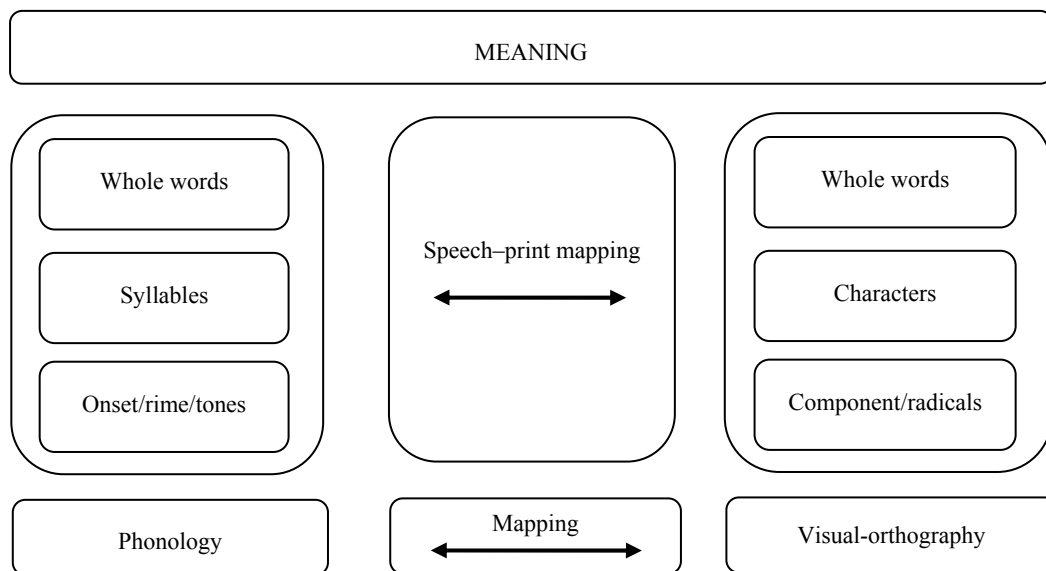 MEANING
Whole words
Syllables
Onset/rime/tones
Speech–print mapping
Whole words
Characters
Component/radicals
Phonology
Mapping
Visual-orthography